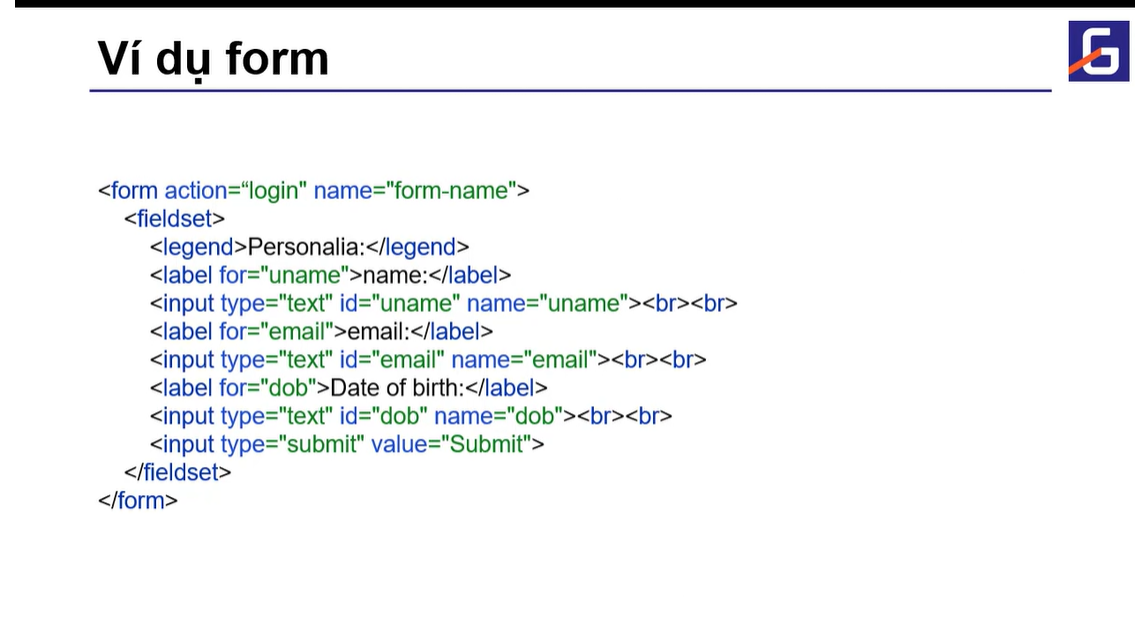 Ví dụ form
<form action=“login" name="form-name">
<fieldset>
<legend>Personalia:</legend>
<label for="uname">name:</label>
<input type="text" id="uname" name="uname"><br><br>
<label for="email">email:</label>
<input type="text" id="email" name="email"><br><br>
<label for="dob">Date of birth:</label>
<input type="text" id="dob" name="dob"><br><br>
<input type="submit" value="Submit">
</fieldset>
</form>